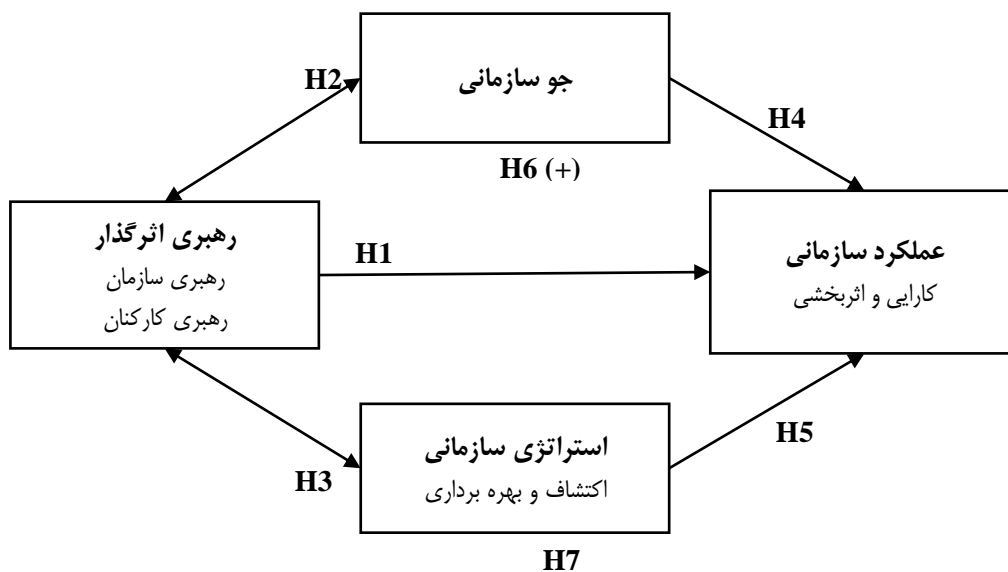 جو سازمانی
H2
H4
H6 (+)
رهبری اثرگذار
رهبری سازمان
رهبری کارکنان
H1
عملکرد سازمانی
کارایی و اثربخشی
استراتژی سازمانی
اکتشاف و بهره برداری
H3
H5
H7